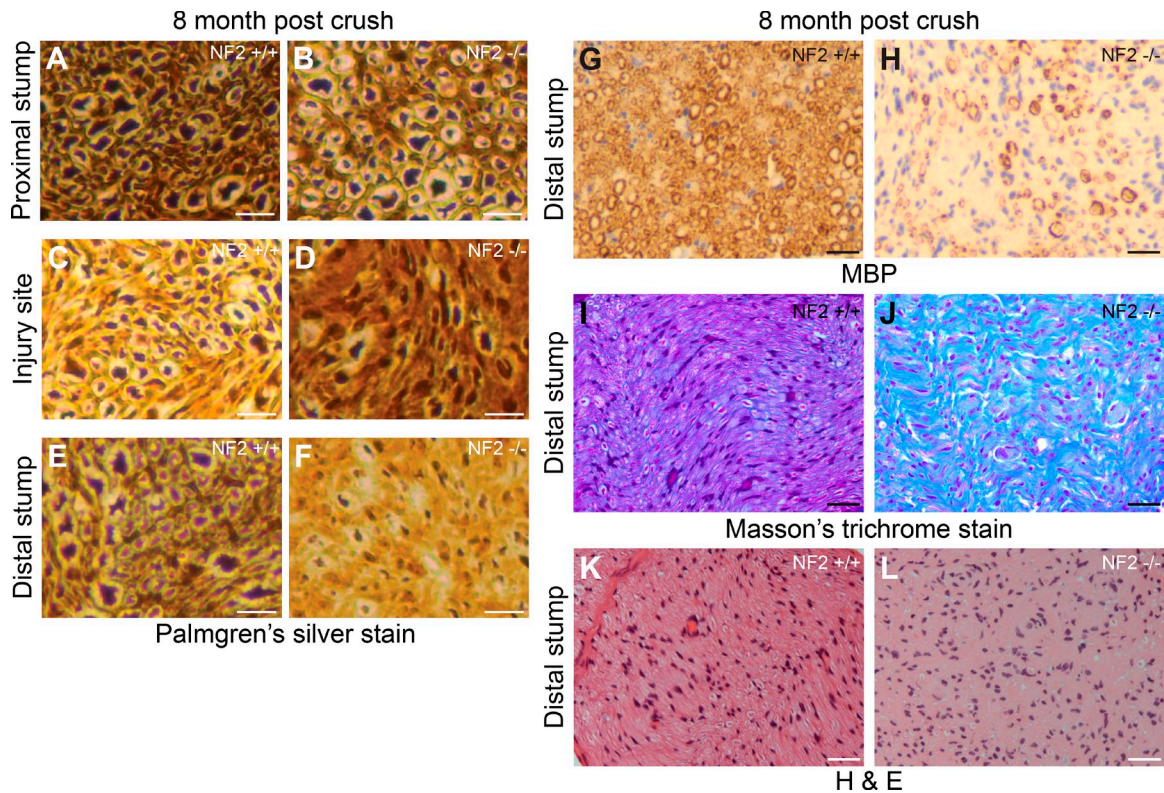 8 month post crush
Proximal stump
A NF2 +/+
B NF2 -/-
Injury site
C NF2 +/+
D NF2 -/-
Distal stump
E NF2 +/+
F NF2 -/-
Palmgren's silver stain
8 month post crush
Distal stump
G NF2 +/+
H NF2 -/-
MBP
Distal stump
I NF2 +/+
J NF2 -/-
Masson's trichrome stain
Distal stump
K NF2 +/+
L NF2 -/-
H & E